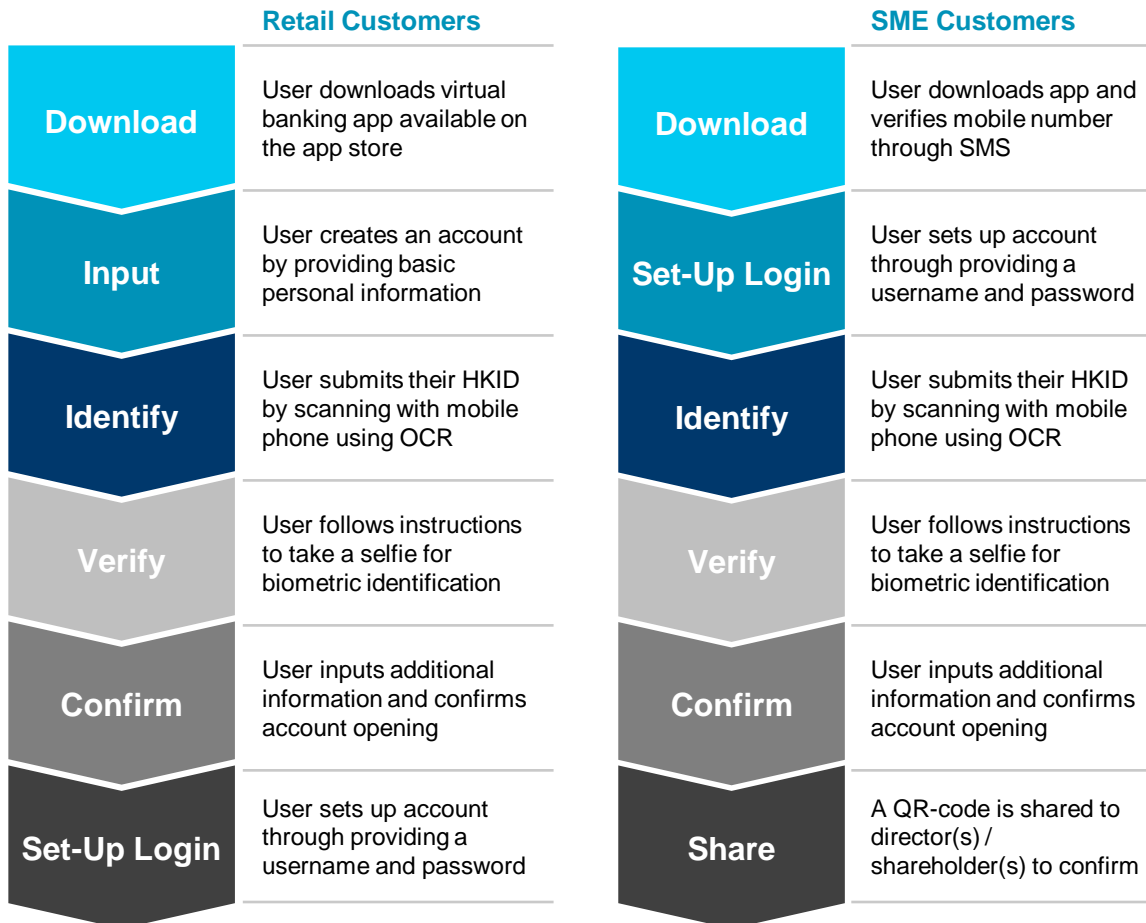 Retail Customers
Download
User downloads virtual
banking app available on
the app store
Input
User creates an account
by providing basic
personal information
Identify
User submits their HKID
by scanning with mobile
phone using OCR
Verify
User follows instructions
to take a selfie for
biometric identification
Confirm
User inputs additional
information and confirms
account opening
Set-Up Login
User sets up account
through providing a
username and password
SME Customers
Download
User downloads app and
verifies mobile number
through SMS
Set-Up Login
User sets up account
through providing a
username and password
Identify
User submits their HKID
by scanning with mobile
phone using OCR
Verify
User follows instructions
to take a selfie for
biometric identification
Confirm
User inputs additional
information and confirms
account opening
Share
A QR-code is shared to
director(s) /
shareholder(s) to confirm